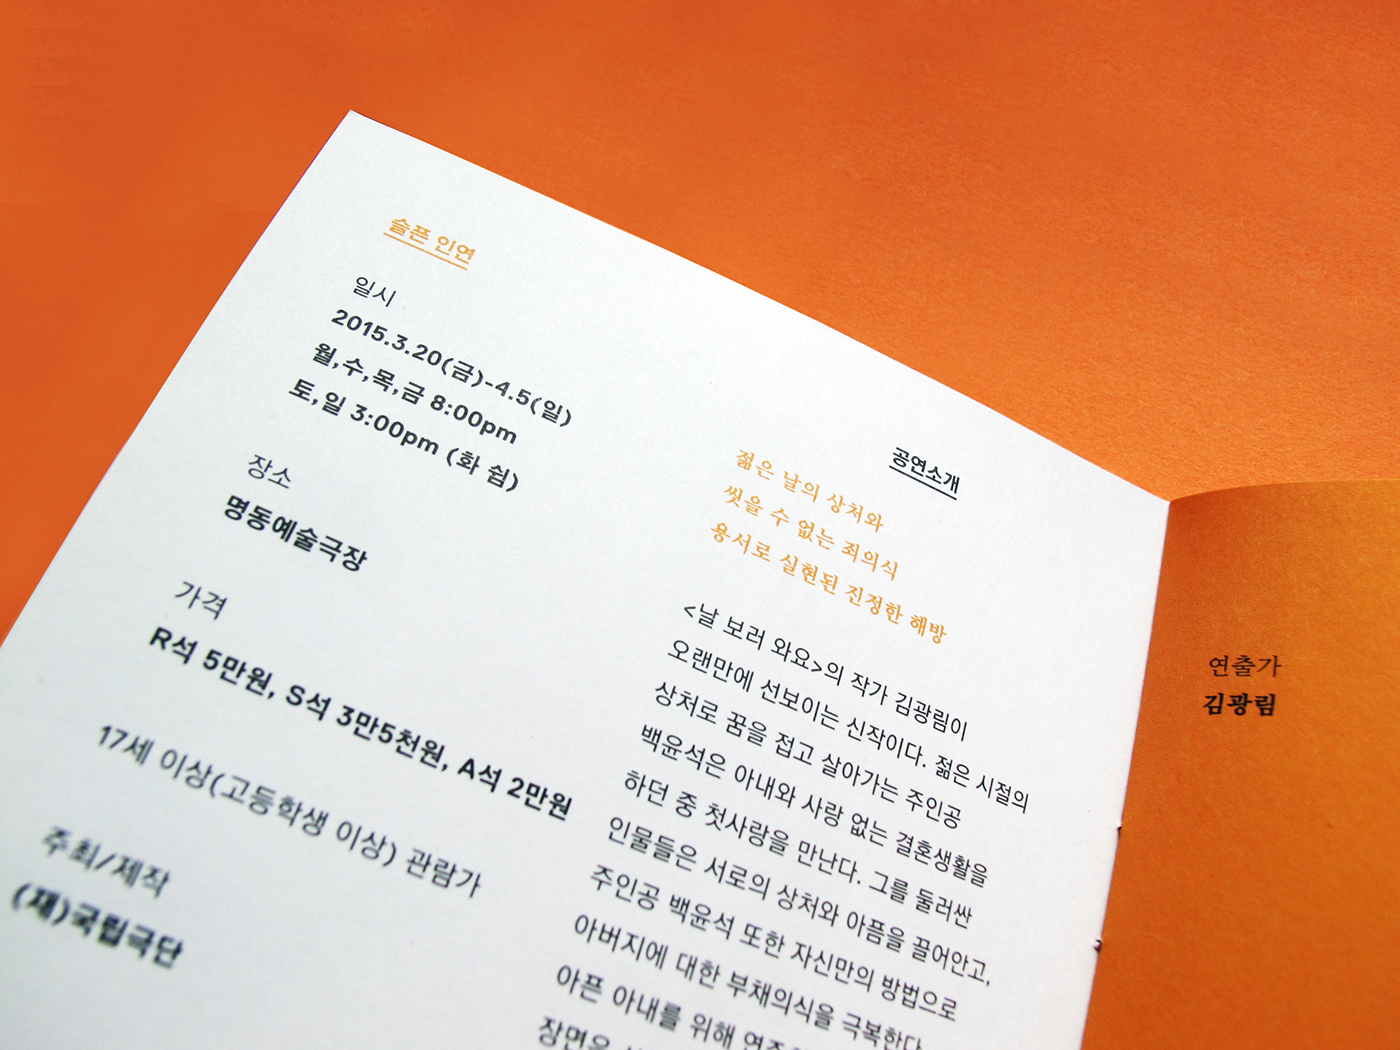 슬픈 인연
일시
2015.3.20(금)-4.5(일)
월,수,목,금 8:00pm
토,일 3:00pm (화 쉼)
장소
명동예술극장
가격
R석 5만원, S석 3만5천원, A석 2만원
17세 이상(고등학생 이상) 관람가
주최/제작
(재)국립극단
공연소개
젊은 날의 상처와
씻을 수 없는 죄의식
용서로 실현된 진정한 해방
<날 보러 와요>의 작가 김광림이
오랜만에 선보이는 신작이다. 젊은 시절의
상처로 꿈을 접고 살아가는 주인공
백윤석은 아내와 사랑 없는 결혼생활을
하던 중 첫사랑을 만난다. 그를 둘러싼
인물들은 서로의 상처와 아픔을 끌어안고,
주인공 백윤석 또한 자신만의 방법으로
아버지에 대한 부채의식을 극복한다
아픈 아내를 위해
장면은
연출가
김광림